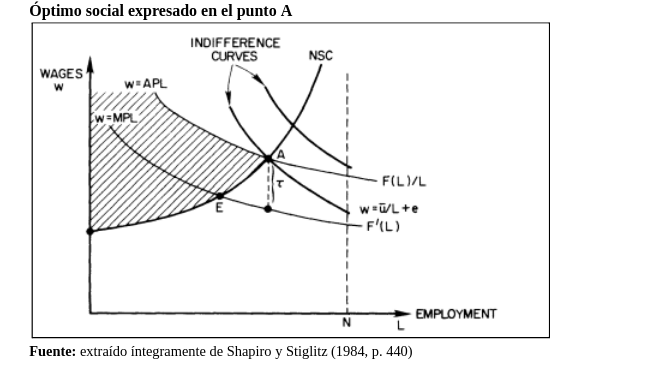 Óptimo social expresado en el punto A
INDIFFERENCE
CURVES
NSC
WAGES
W
W=APL
W=MPL
A
F(L)/L
τ
E
w=ū/L+e
F'(L)
N
L
EMPLOYMENT
Fuente: extraído íntegramente de Shapiro y Stiglitz (1984, p. 440)